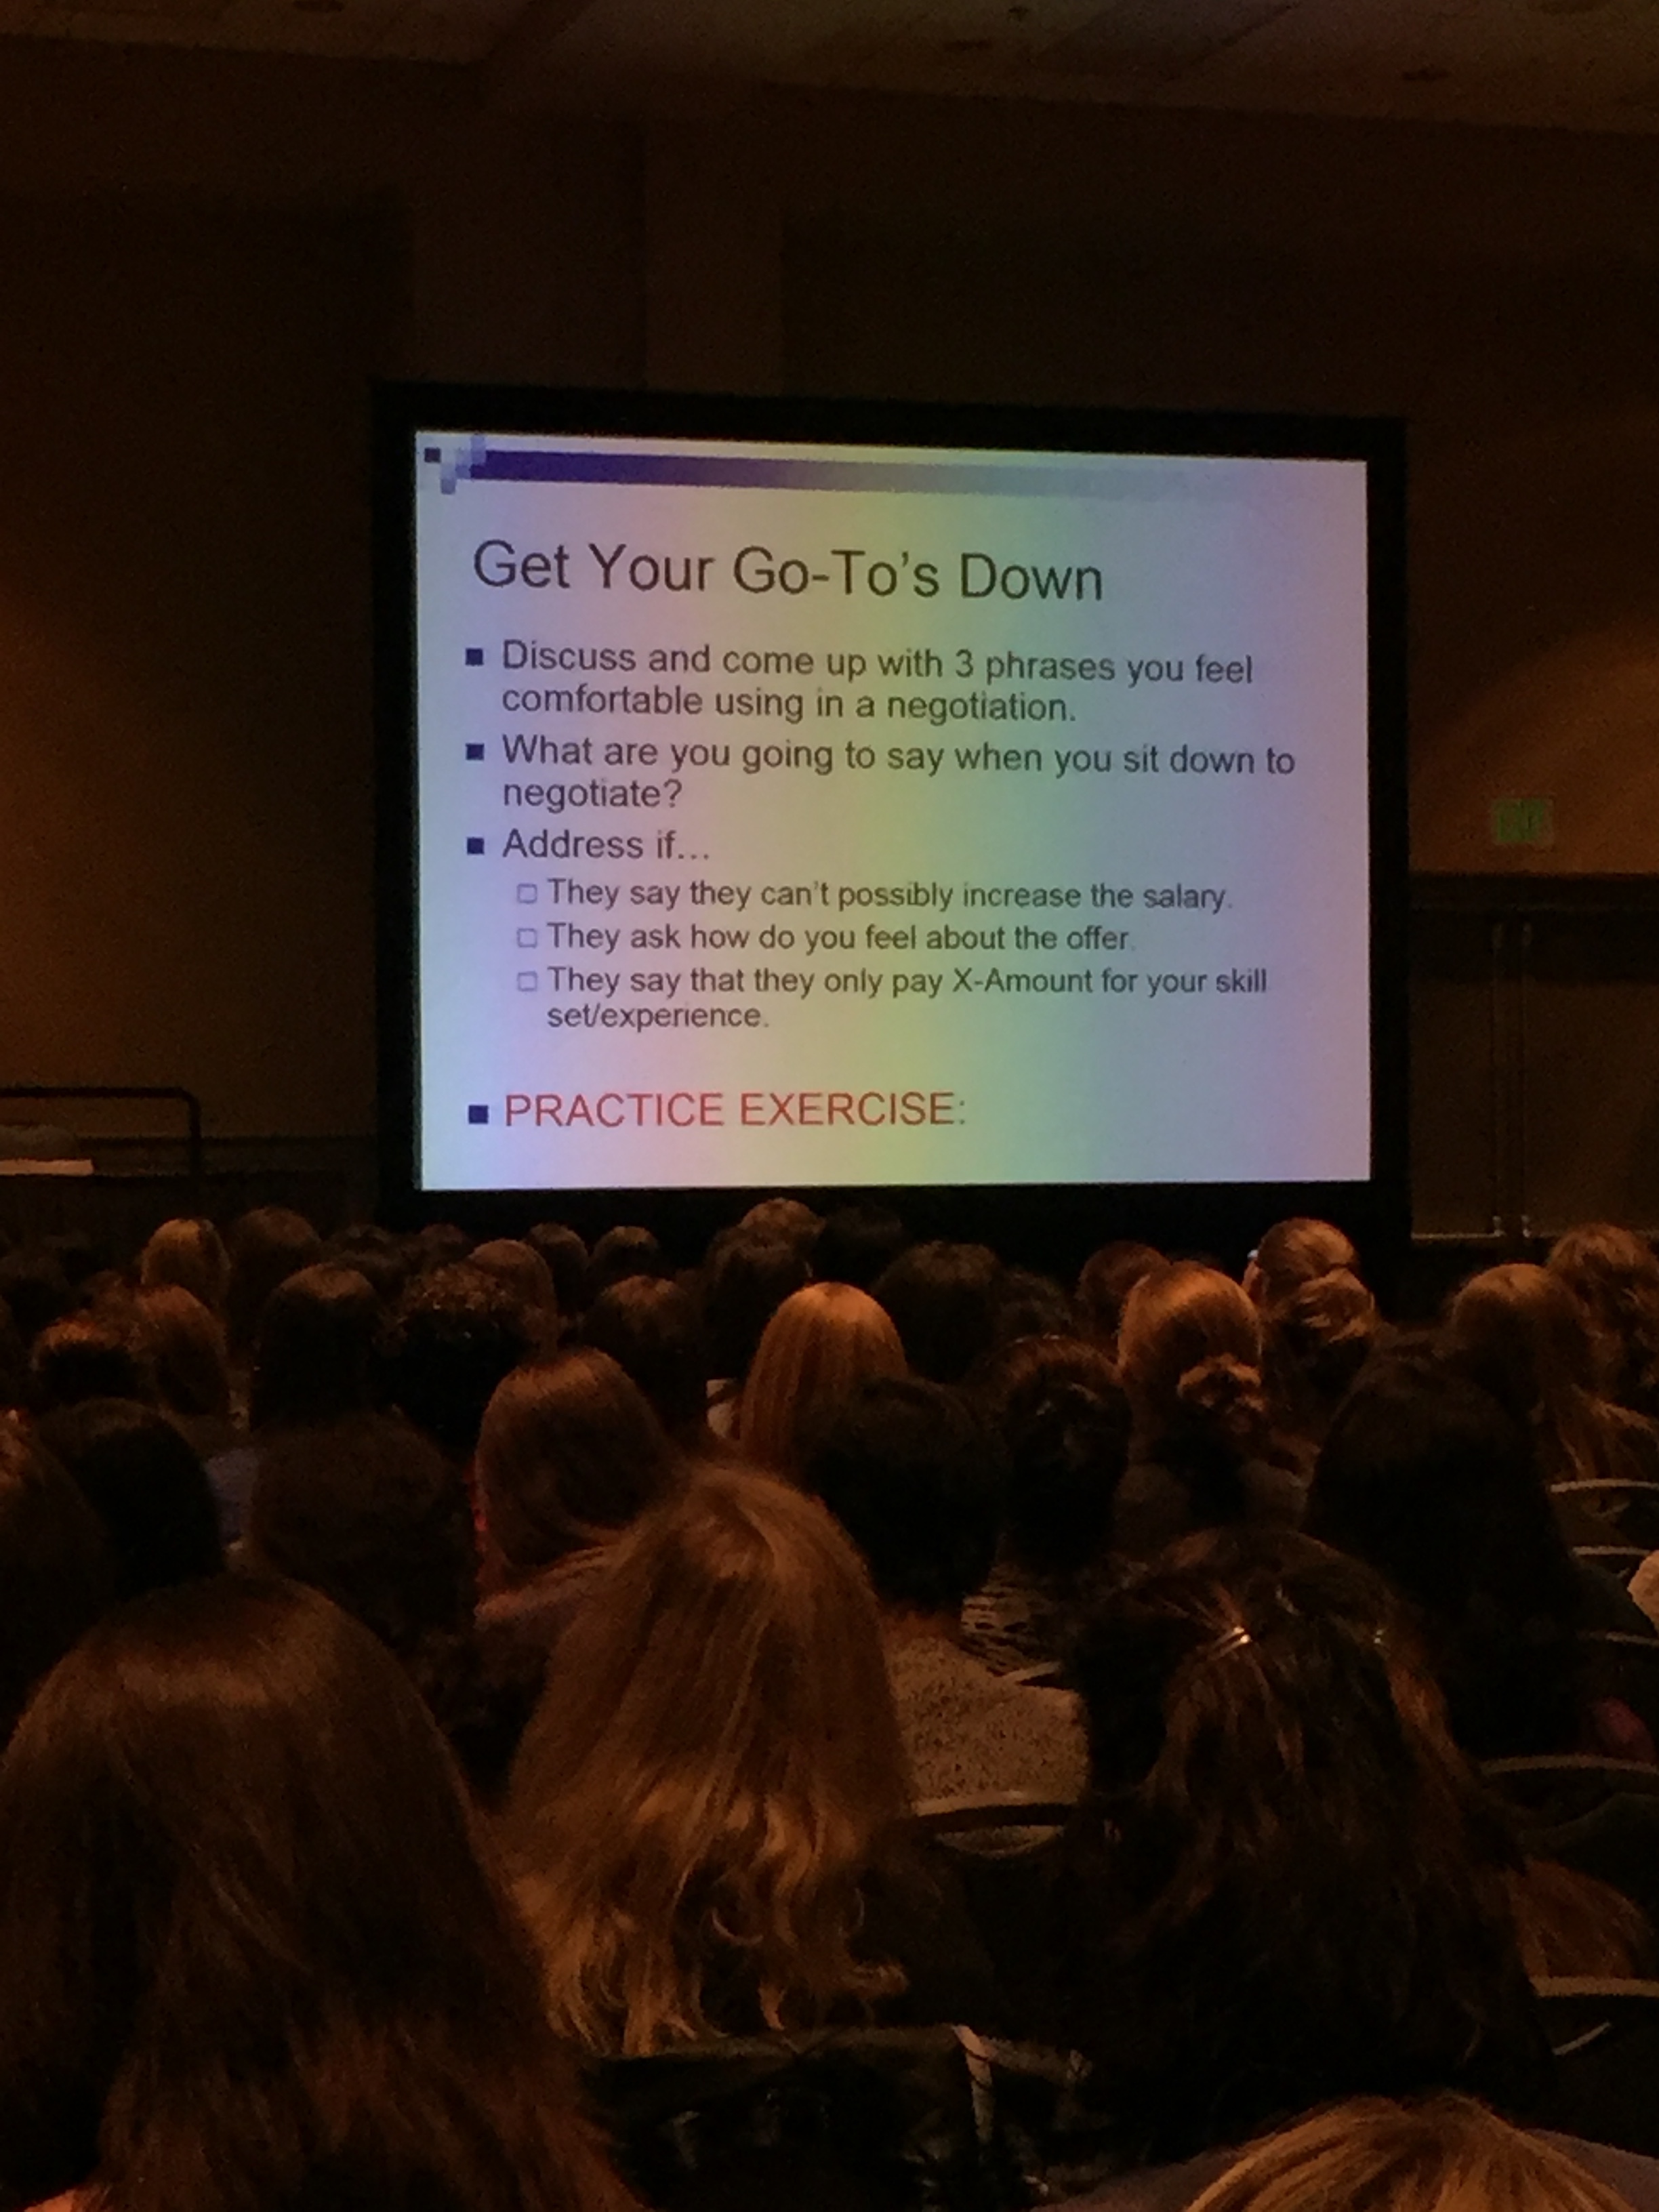 Get Your Go-To's Down
Discuss and come up with 3 phrases you feel
comfortable using in a negotiation.
What are you going to say when you sit down to
negotiate?
Address if...
They say they can't possibly increase the salary.
They ask how do you feel about the offer.
They say that they only pay X-Amount for your skill
set/experience.
PRACTICE EXERCISE: